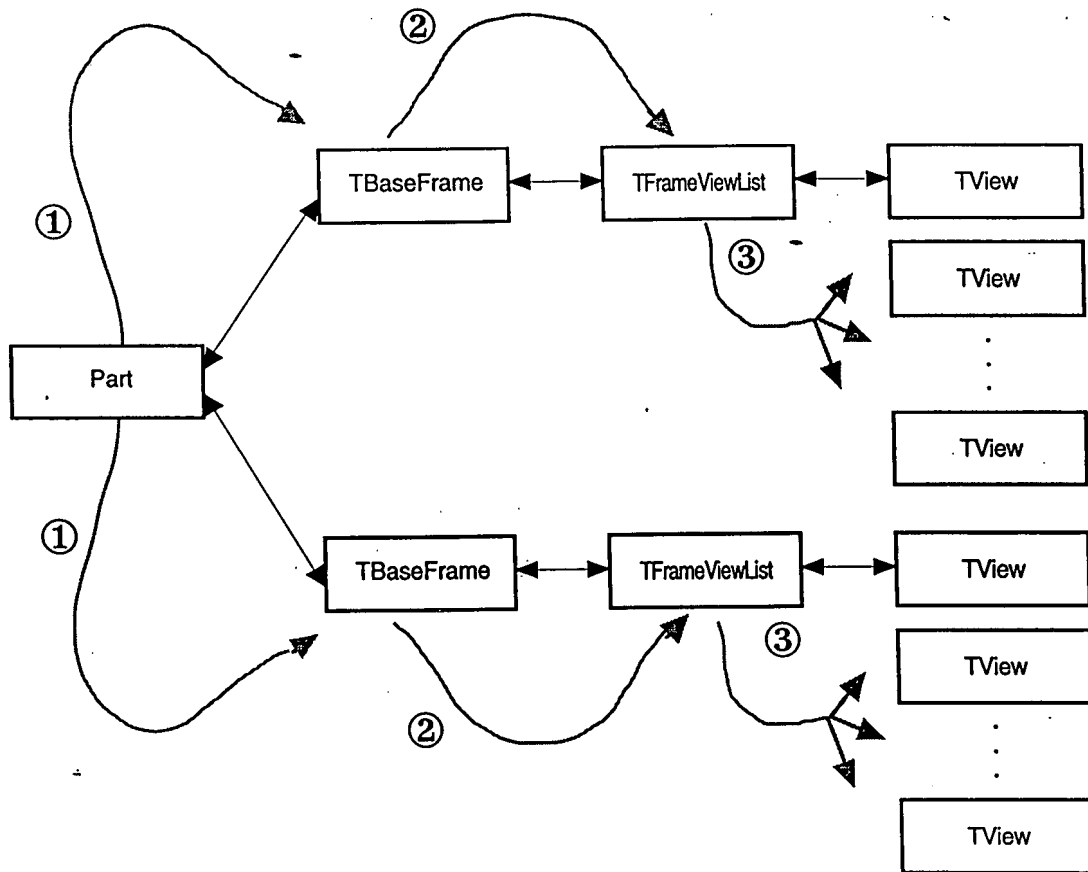 ②
TBaseFrame
TFrameViewList
TView
①
③
TView
Part
TView
①
TBaseFrame
TFrameViewList
TView
③
TView
②
TView